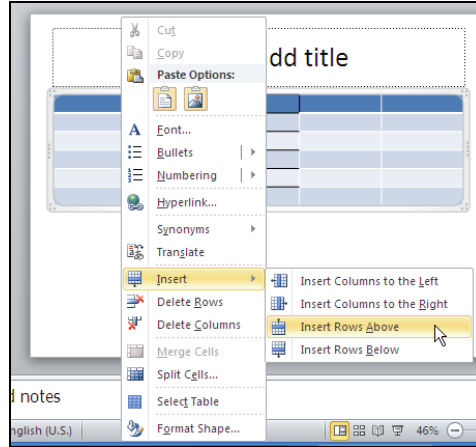 Cut
Copy
Paste Options:
dd title
Font...
Bullets
Numbering
Hyperlink...
Synonyms
Translate
Insert
Delete Rows
Delete Columns
Merge Cells
Split Cells...
Select Table
Format Shape...
Insert Columns to the Left
Insert Columns to the Right
Insert Rows Above
Insert Rows Below
notes
nglish (U.S.)
46%